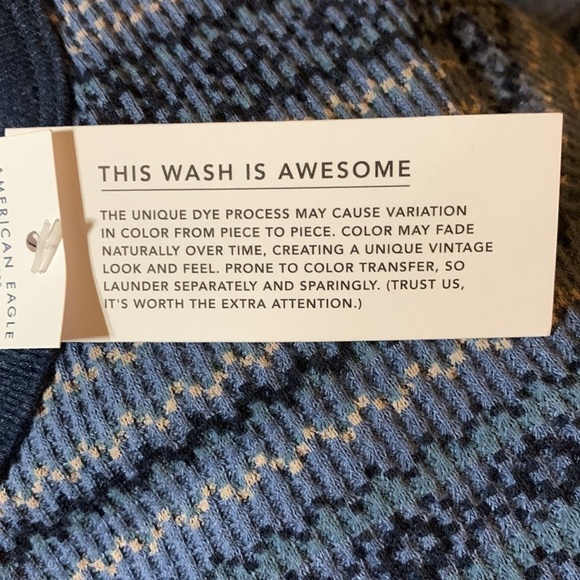 THIS WASH IS AWESOME
THE UNIQUE DYE PROCESS MAY CAUSE VARIATION
IN COLOR FROM PIECE TO PIECE. COLOR MAY FADE
NATURALLY OVER TIME, CREATING A UNIQUE VINTAGE
LOOK AND FEEL. PRONE TO COLOR TRANSFER, SO
LAUNDER SEPARATELY AND SPARINGLY. (TRUST US,
IT'S WORTH THE EXTRA ATTENTION.)
AMERICAN EAGLE